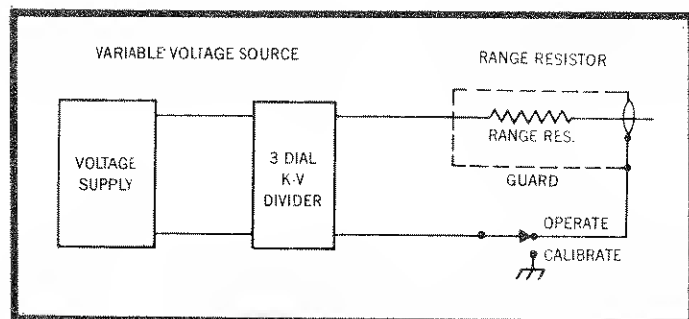 VARIABLE VOLTAGE SOURCE
RANGE RESISTOR
VOLTAGE
SUPPLY
3 DIAL
K-V
DIVIDER
RANGE RES.
GUARD
OPERATE
CALIBRATE